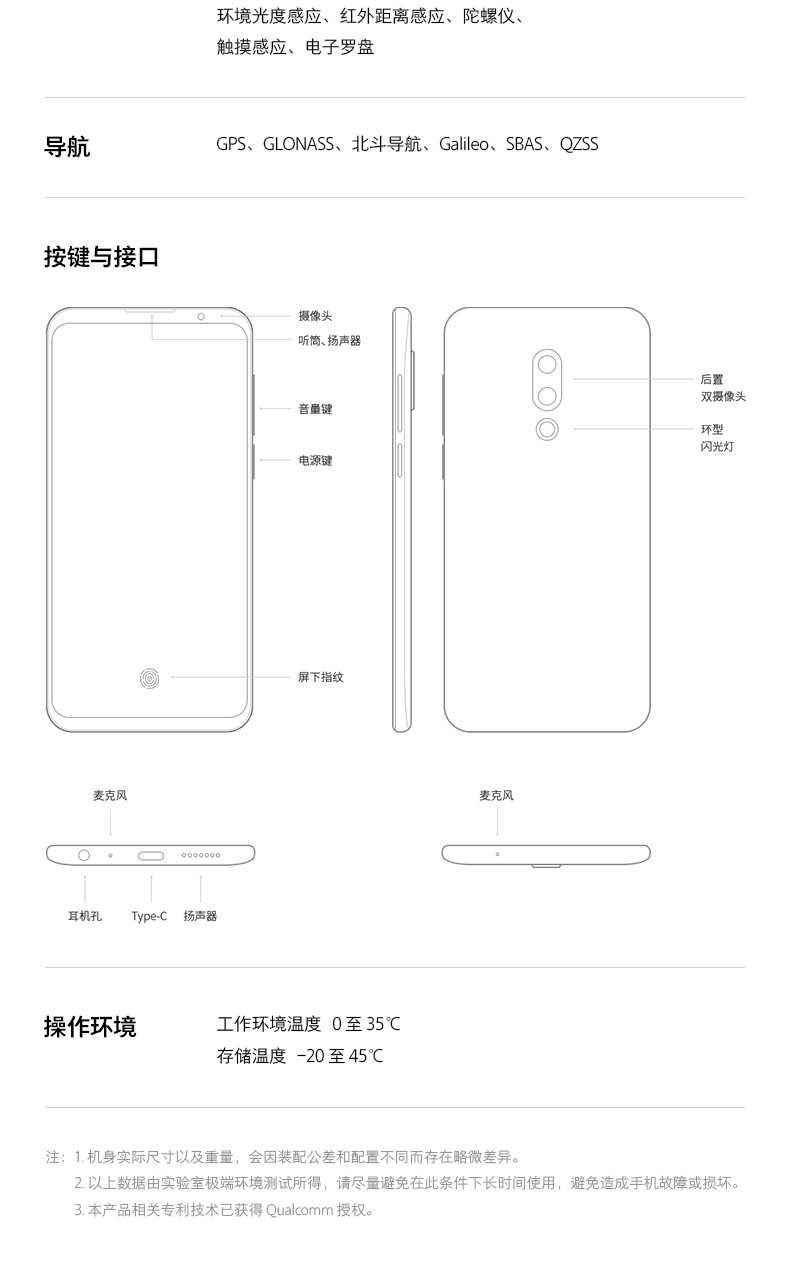 环境光度感应、红外距离感应、陀螺仪、
触摸感应、电子罗盘
导航
GPS、GLONASS、北斗导航、Galileo、SBAS、QZSS
按键与接口
摄像头
听筒、扬声器
音量键
电源键
屏下指纹
后置
双摄像头
环型
闪光灯
麦克风
麦克风
耳机孔
Type-C
扬声器
操作环境
工作环境温度 0 至 35℃
存储温度 -20 至 45℃
注：1. 机身实际尺寸以及重量，会因装配公差和配置不同而存在略微差异。
2. 以上数据由实验室极端环境测试所得，请尽量避免在此条件下长时间使用，避免造成手机故障或损坏。
3. 本产品相关专利技术已获得 Qualcomm 授权。